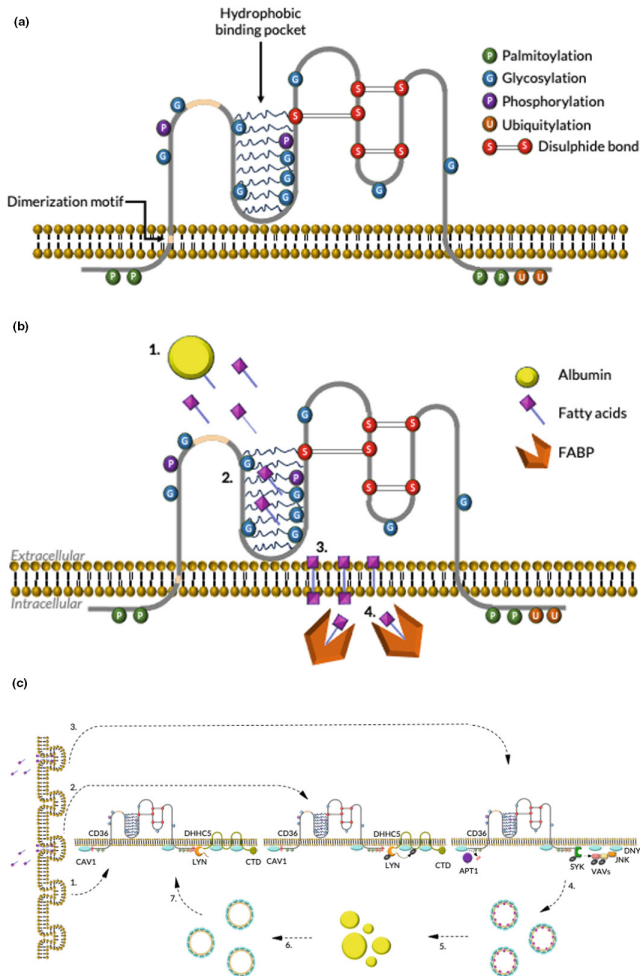 (a)
Hydrophobic
binding pocket
P Palmitoylation
G Glycosylation
P Phosphorylation
U Ubiquitylation
S S Disulphide bond
G
P
G
G
P
G
G
G
G
G
S
S
S
S
S
S
G
G
Dimerization motif
P P
P P U U
(b)
1.
Albumin
Fatty acids
FABP
G
P
G
2.
G
P
G
G
G
G
G
S
S
S
S
S
S
G
G
3.
Extracellular
Intracellular
4.
P P
P P U U
(c)
3.
2.
1.
CD36
DHHC5
CAV1
LYN
CTD
CD36
DHHC5
CAV1
LYN
CTD
CD36
APT1
SYK
VAVs
JNK
DNY
4.
5.
6.
7.